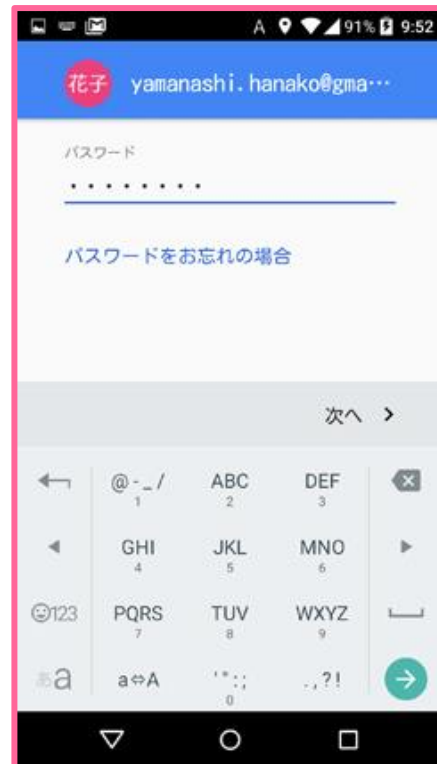 A 91% 9:52
花子 yamanashi.hanako@gma…
パスワード
••••••••
パスワードをお忘れの場合
次へ
@-_/ ABC DEF
1 2 3
GHI JKL MNO
4 5 6
123 PQRS TUV WXYZ
7 8 9
あa a⇔A '":; .,?!
0